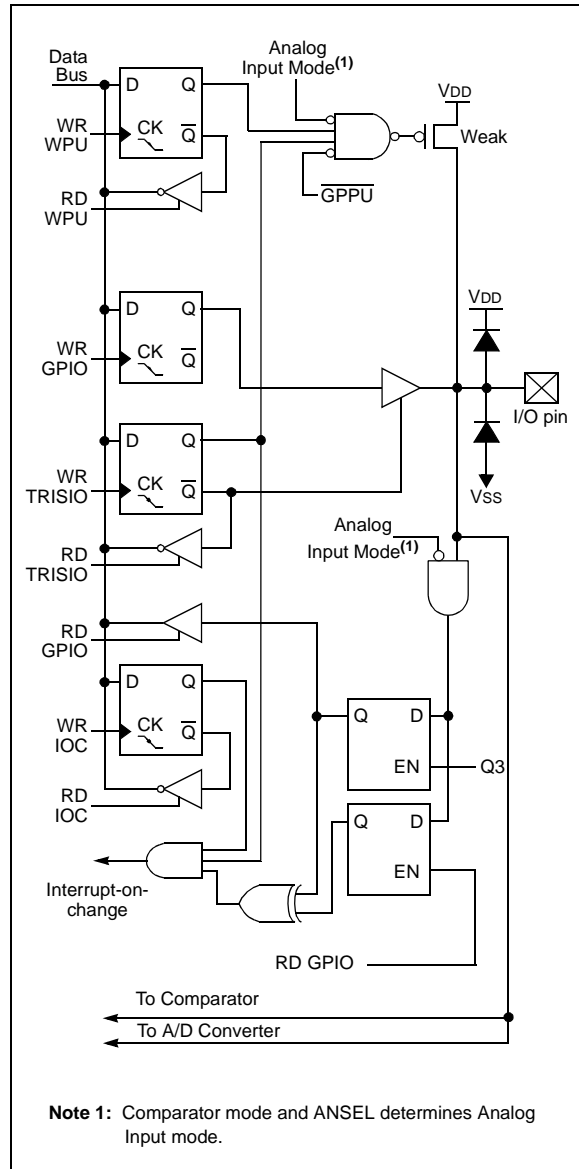 Data
Bus
D Q
WR
WPU
CK Q
RD
WPU
Analog
Input Mode(1)
GPPU
VDD
Weak
D Q
WR
GPIO
CK Q
VDD
I/O pin
VSS
D Q
WR
TRISIO
CK Q
RD
TRISIO
Analog
Input Mode(1)
RD
GPIO
D Q
WR
IOC
CK Q
RD
IOC
Q D
EN
Q3
Q D
EN
Interrupt-on-
change
RD GPIO
To Comparator
To A/D Converter
Note 1: Comparator mode and ANSEL determines Analog
Input mode.